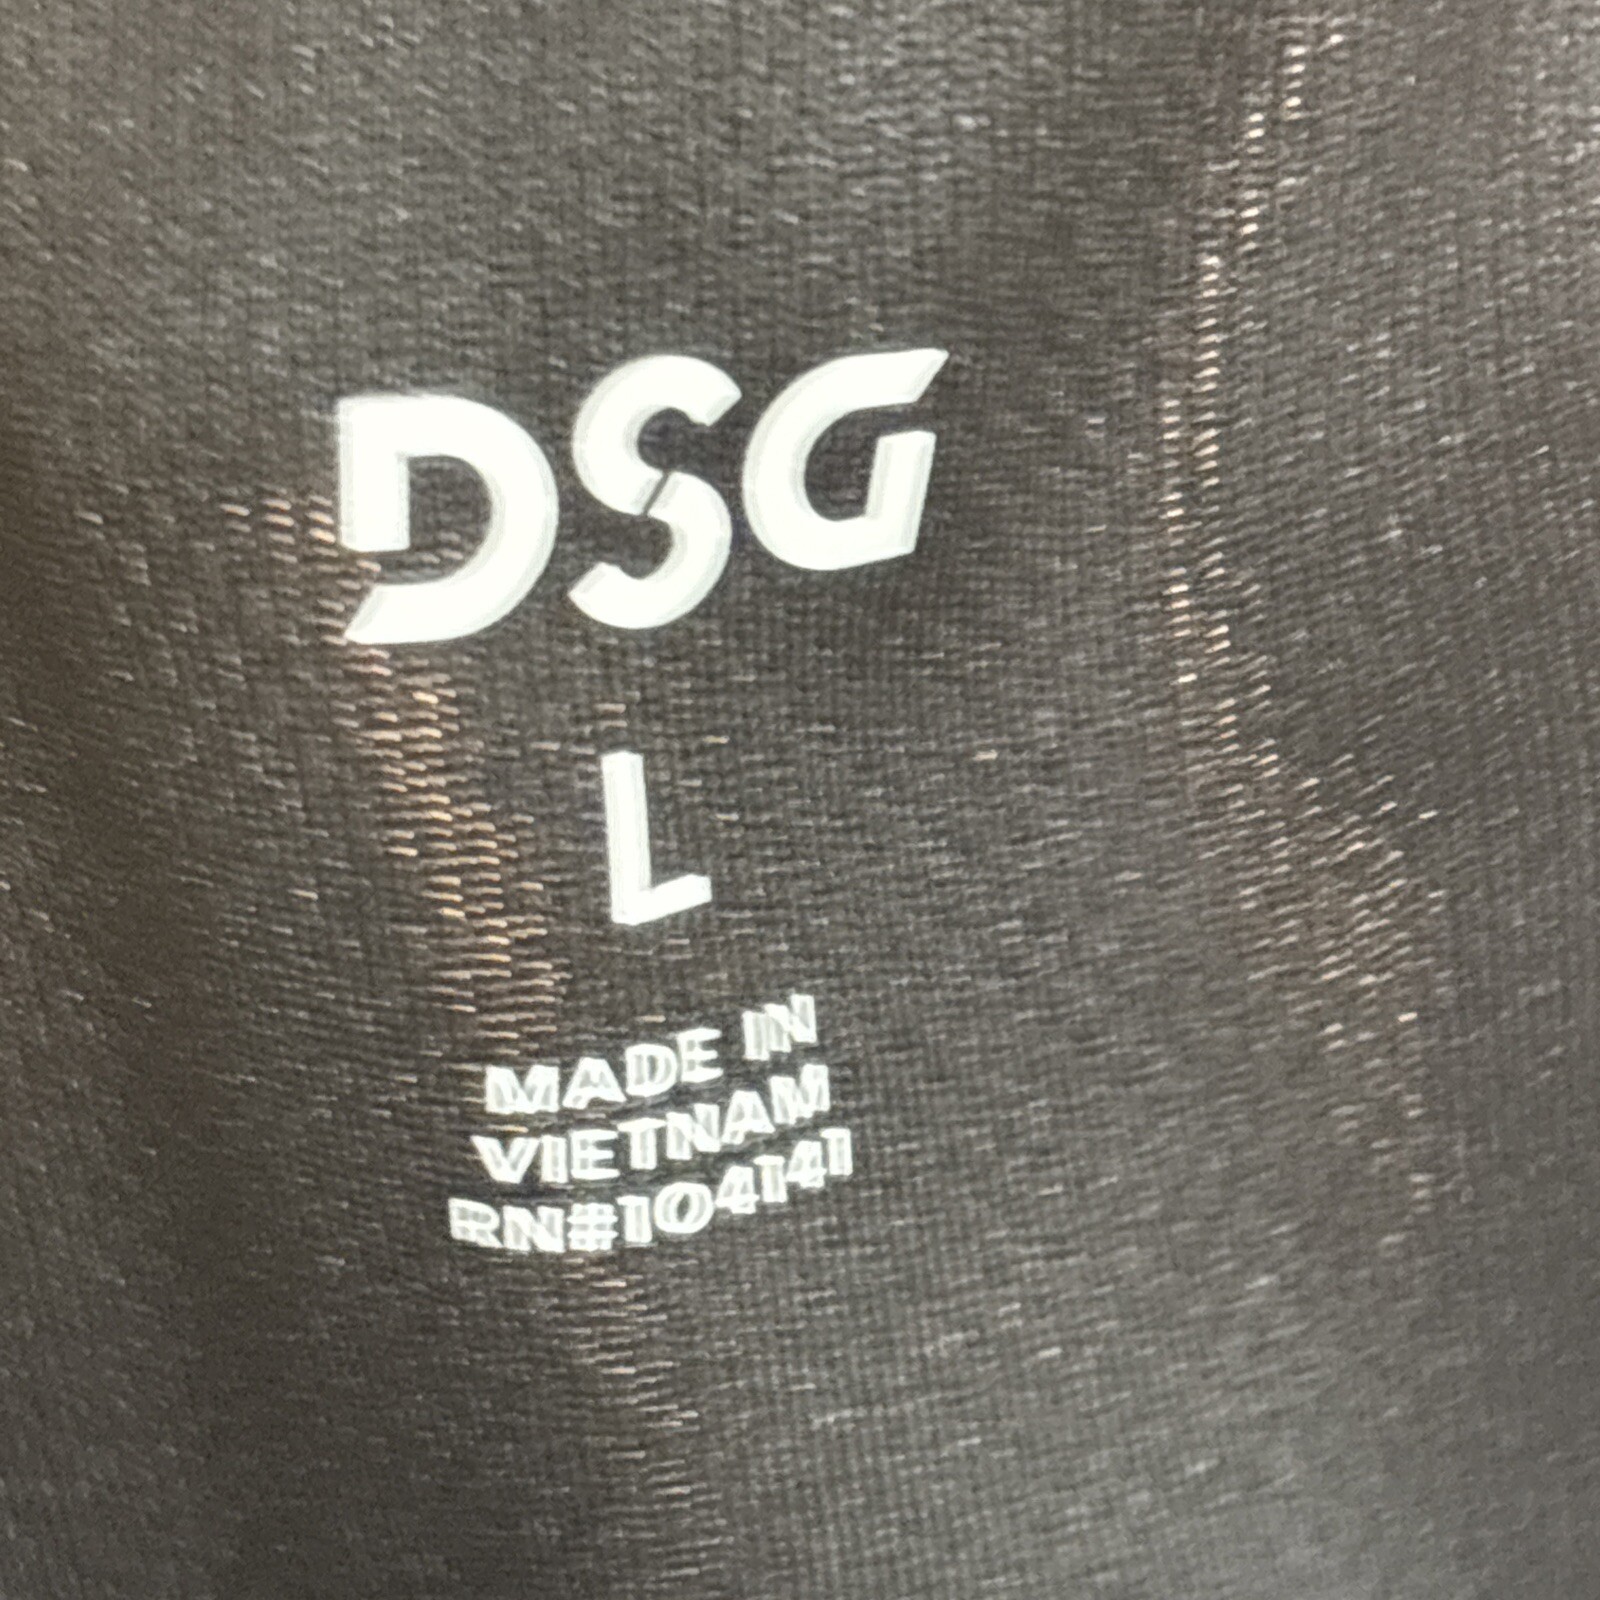 DSG
L
MADE IN
VIETNAM
RN#104141